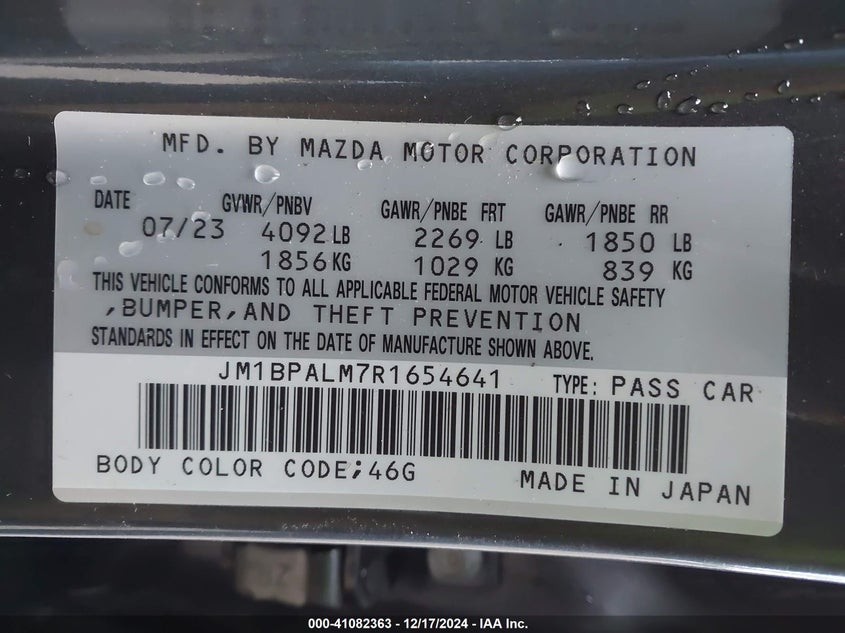 MFD. BY MAZDA MOTOR CORPORATION
DATE GVWR/PNBV GAWR/PNBE FRT GAWR/PNBE RR
07/23 4092 LB 2269 LB 1850 LB
1856 KG 1029 KG 839 KG
THIS VEHICLE CONFORMS TO ALL APPLICABLE FEDERAL MOTOR VEHICLE SAFETY
,BUMPER,AND THEFT PREVENTION
STANDARDS IN EFFECT ON THE DATE OF MANUFACTURE SHOWN ABOVE.
JM1BPALM7R1654641 TYPE: PASS CAR
BODY COLOR CODE;46G MADE IN JAPAN
000-41082363 – 12/17/2024 – IAA Inc.